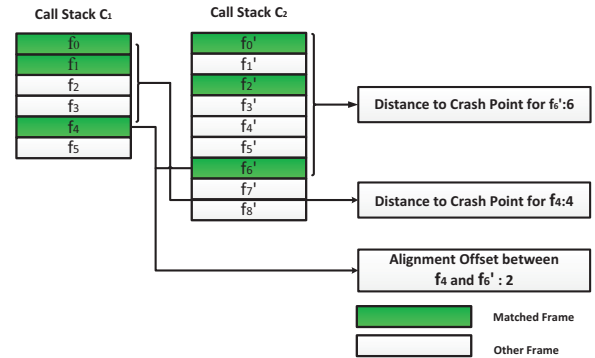 Call Stack C1
Call Stack C2
f0
f1
f2
f3
f4
f5
f0'
f1'
f2'
f3'
f4'
f5'
f6'
f7'
f8'
Distance to Crash Point for f6':6
Distance to Crash Point for f4:4
Alignment Offset between
f4 and f6' : 2
Matched Frame
Other Frame